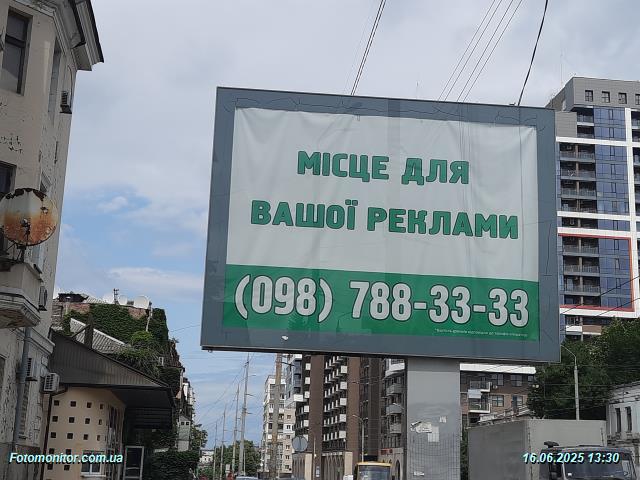 МІСЦЕ ДЛЯ
ВАШОЇ РЕКЛАМИ
(098) 788-33-33
Fotomonitor.com.ua
16.06.2025 13:30